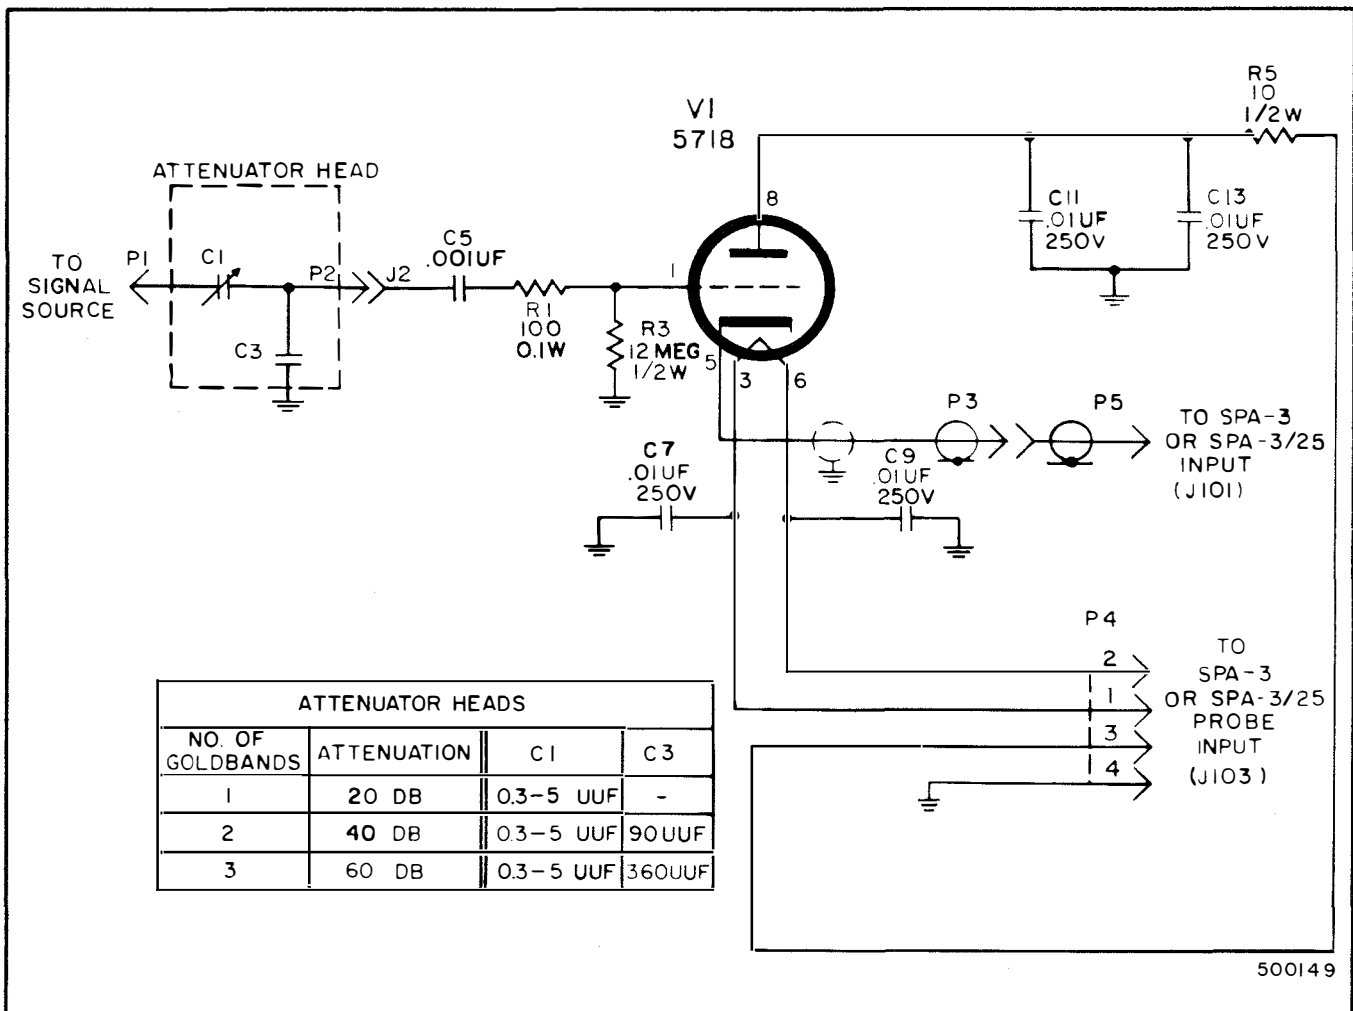 R5
10
1/2W
V1
5718
ATTENUATOR HEAD
8
C11
.01UF
250V
C13
.01UF
250V
TO
SIGNAL
SOURCE
P1
C1
P2
J2
C5
.001UF
1
R1
100
0.1W
R3
12 MEG
1/2W
C3
5
3
6
P3
P5
TO SPA-3
OR SPA-3/25
INPUT
(J101)
C7
.01UF
250V
C9
.01UF
250V
P4
2
1
3
4
TO
SPA-3
OR SPA-3/25
PROBE
INPUT
(J103)
ATTENUATOR HEADS
NO. OF GOLDBANDS ATTENUATION C1 C3
1 20 DB 0.3-5 UUF -
2 40 DB 0.3-5 UUF 90UUF
3 60 DB 0.3-5 UUF 360UUF
500149